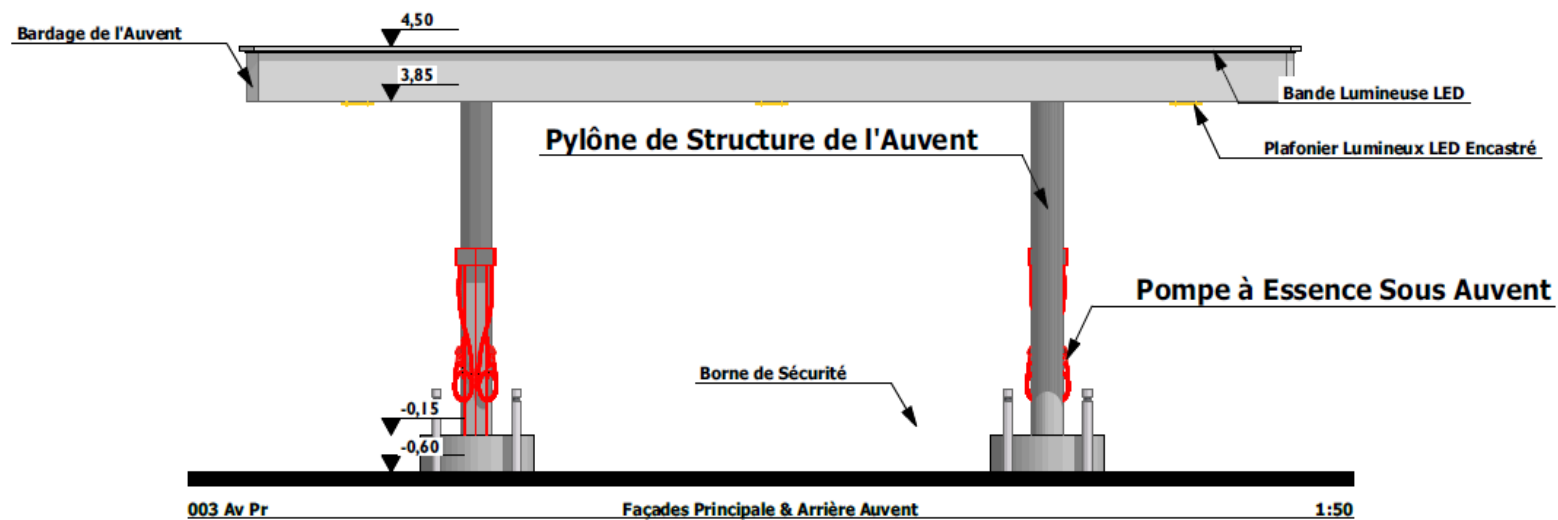 4,50
Bardage de l'Auvent
3,85
Bande Lumineuse LED
Pylône de Structure de l'Auvent
Plafonier Lumineux LED Encastré
Pompe à Essence Sous Auvent
Borne de Sécurité
-0,15
-0,60
003 Av Pr Façades Principale & Arrière Auvent 1:50